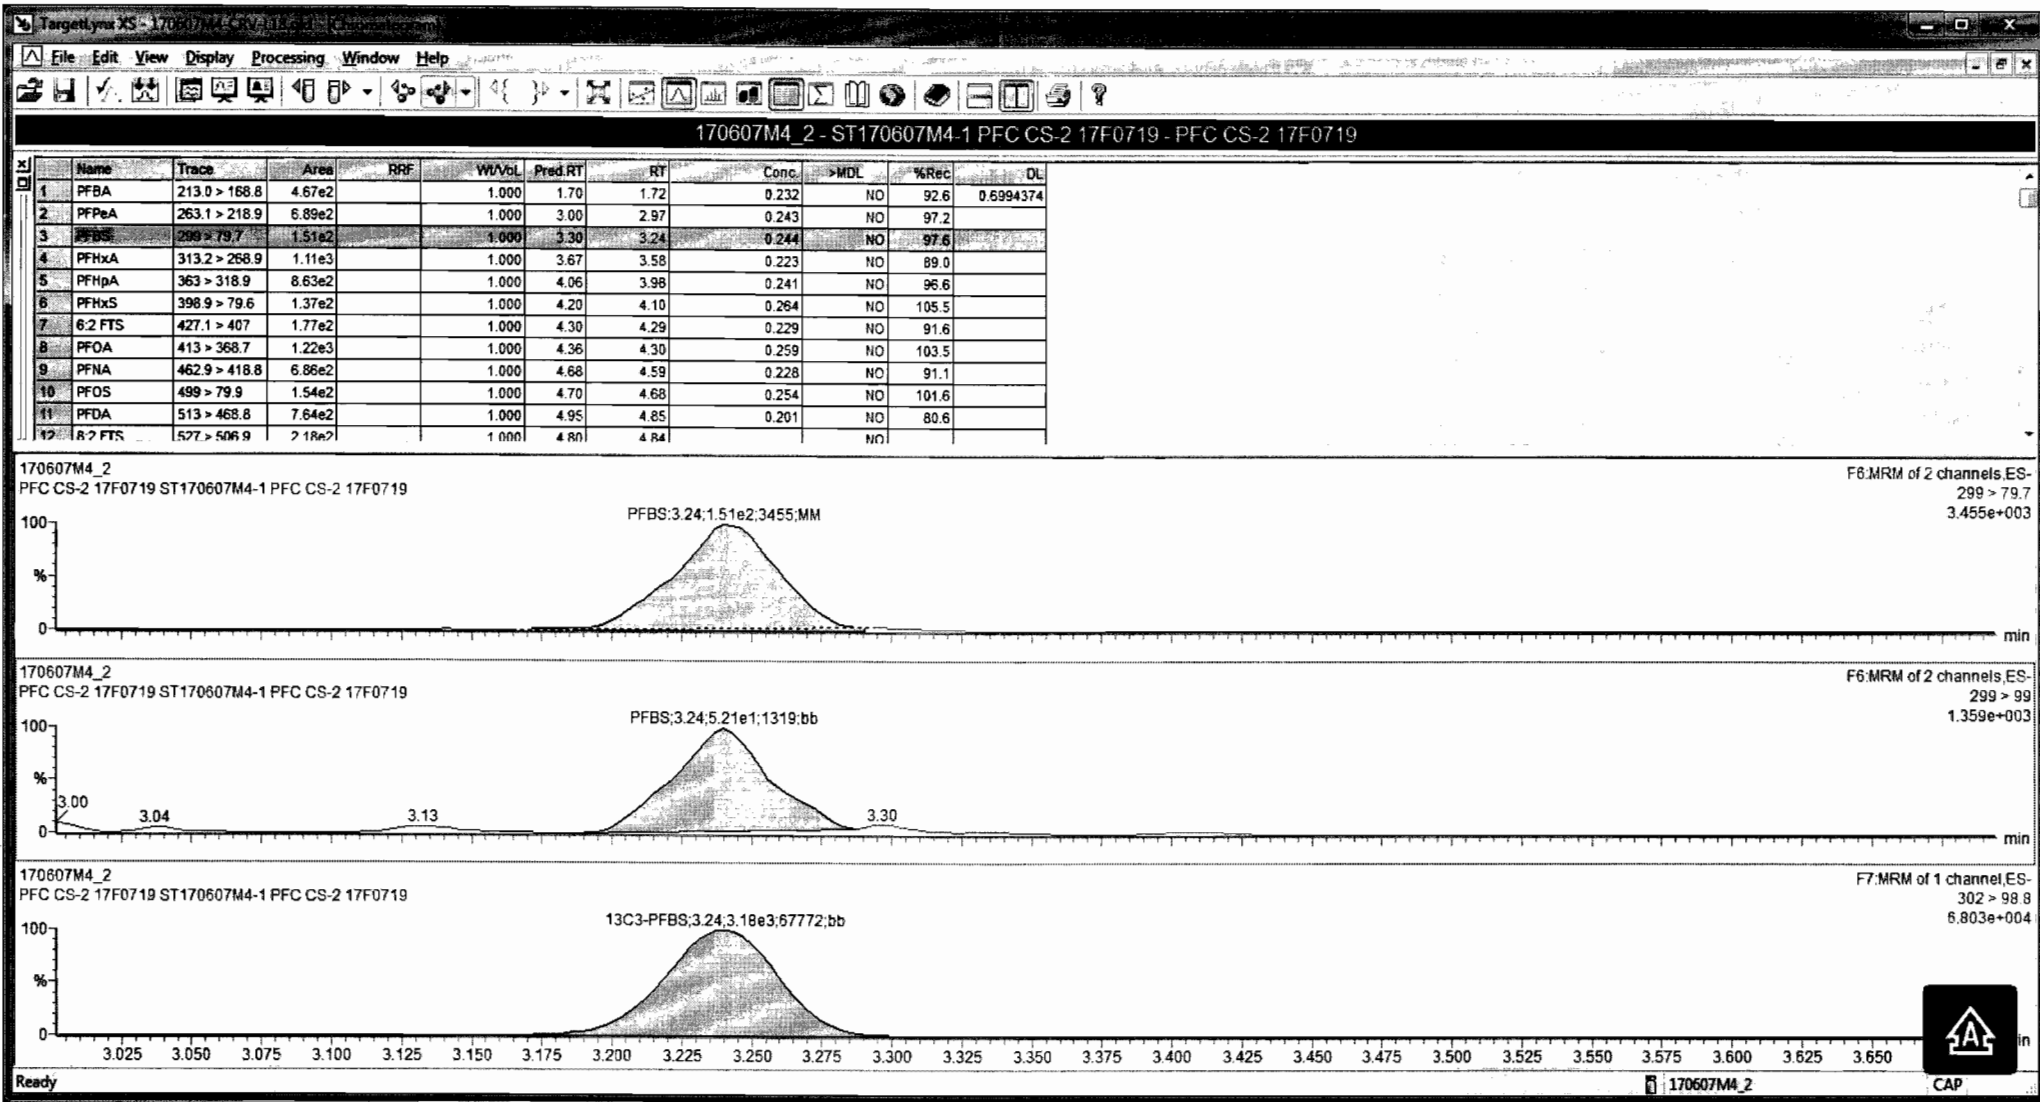 TargetLynx XS - 170607M4
File Edit View Display Processing Window Help
170607M4_2 - ST170607M4-1 PFC CS-2 17F0719 - PFC CS-2 17F0719
Name Trace Area RRF Wt/Vol. Pred.RT RT Conc. >MDL %Rec DL
1 PFBA 213.0 > 168.8 4.67e2 1.000 1.70 1.72 0.232 NO 92.6 0.6994374
2 PFPeA 263.1 > 218.9 6.89e2 1.000 3.00 2.97 0.243 NO 97.2
3 PFBS 299 > 79.7 1.51e2 1.000 3.30 3.24 0.244 NO 97.6
4 PFHxA 313.2 > 268.9 1.11e3 1.000 3.67 3.58 0.223 NO 89.0
5 PFHpA 363 > 318.9 8.63e2 1.000 4.06 3.98 0.241 NO 96.6
6 PFHxS 398.9 > 79.6 1.37e2 1.000 4.20 4.10 0.264 NO 105.5
7 6:2 FTS 427.1 > 407 1.77e2 1.000 4.30 4.29 0.229 NO 91.6
8 PFOA 413 > 368.7 1.22e3 1.000 4.36 4.30 0.259 NO 103.5
9 PFNA 462.9 > 418.8 6.86e2 1.000 4.68 4.59 0.228 NO 91.1
10 PFOS 499 > 79.9 1.54e2 1.000 4.70 4.68 0.254 NO 101.6
11 PFDA 513 > 468.8 7.64e2 1.000 4.95 4.85 0.201 NO 80.6
12 8:2 FTS 527 > 506.9 2.18e2 1.000 4.80 4.84 NO
170607M4_2
PFC CS-2 17F0719 ST170607M4-1 PFC CS-2 17F0719
F6:MRM of 2 channels,ES-
299 > 79.7
3.455e+003
PFBS:3.24;1.51e2;3455;MM
100
%
0
min
170607M4_2
PFC CS-2 17F0719 ST170607M4-1 PFC CS-2 17F0719
F6:MRM of 2 channels,ES-
299 > 99
1.359e+003
PFBS;3.24;5.21e1;1319;bb
100
%
3.00 3.04 3.13 3.30
0
min
170607M4_2
PFC CS-2 17F0719 ST170607M4-1 PFC CS-2 17F0719
F7:MRM of 1 channel,ES-
302 > 98.8
6.803e+004
13C3-PFBS;3.24;3.18e3;67772;bb
100
%
0
3.025 3.050 3.075 3.100 3.125 3.150 3.175 3.200 3.225 3.250 3.275 3.300 3.325 3.350 3.375 3.400 3.425 3.450 3.475 3.500 3.525 3.550 3.575 3.600 3.625 3.650
A
Ready 170607M4_2 CAP